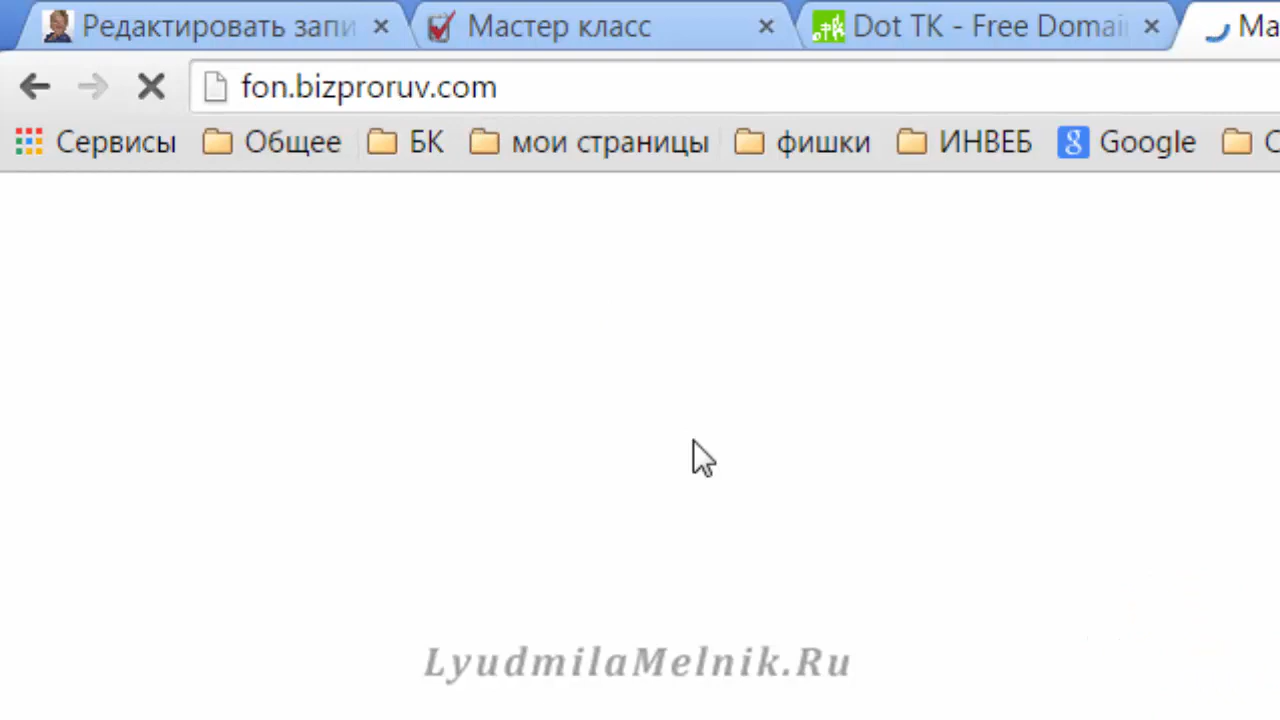 Редактировать запи
Мастер класс
Dot TK - Free Domai
Ма
fon.bizproruv.com
Сервисы Общее БК мои страницы фишки ИНВЕБ Google С
LyudmilaMelnik.Ru